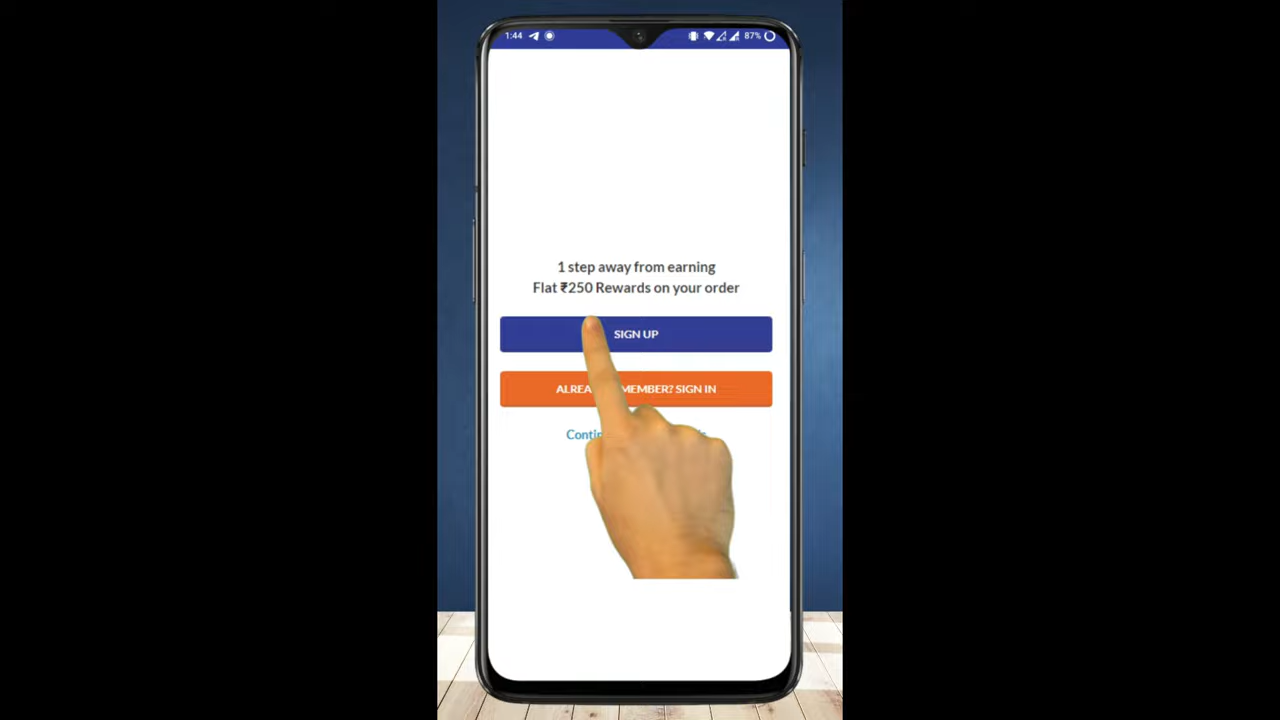 1:44
87%
1 step away from earning
Flat ₹250 Rewards on your order
SIGN UP
MEMBER? SIGN IN